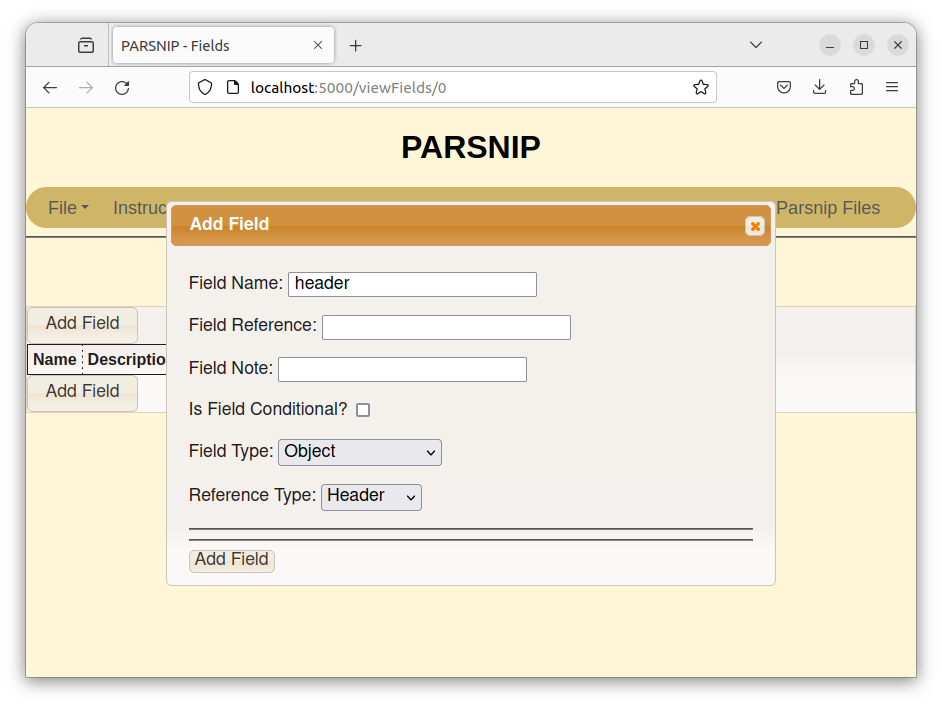 PARSNIP - Fields
localhost:5000/viewFields/0
PARSNIP
File Instruc Parsnip Files
Add Field
Field Name: header
Field Reference:
Add Field
Field Note:
Name Descriptio
Add Field
Is Field Conditional?
Field Type: Object
Reference Type: Header
Add Field